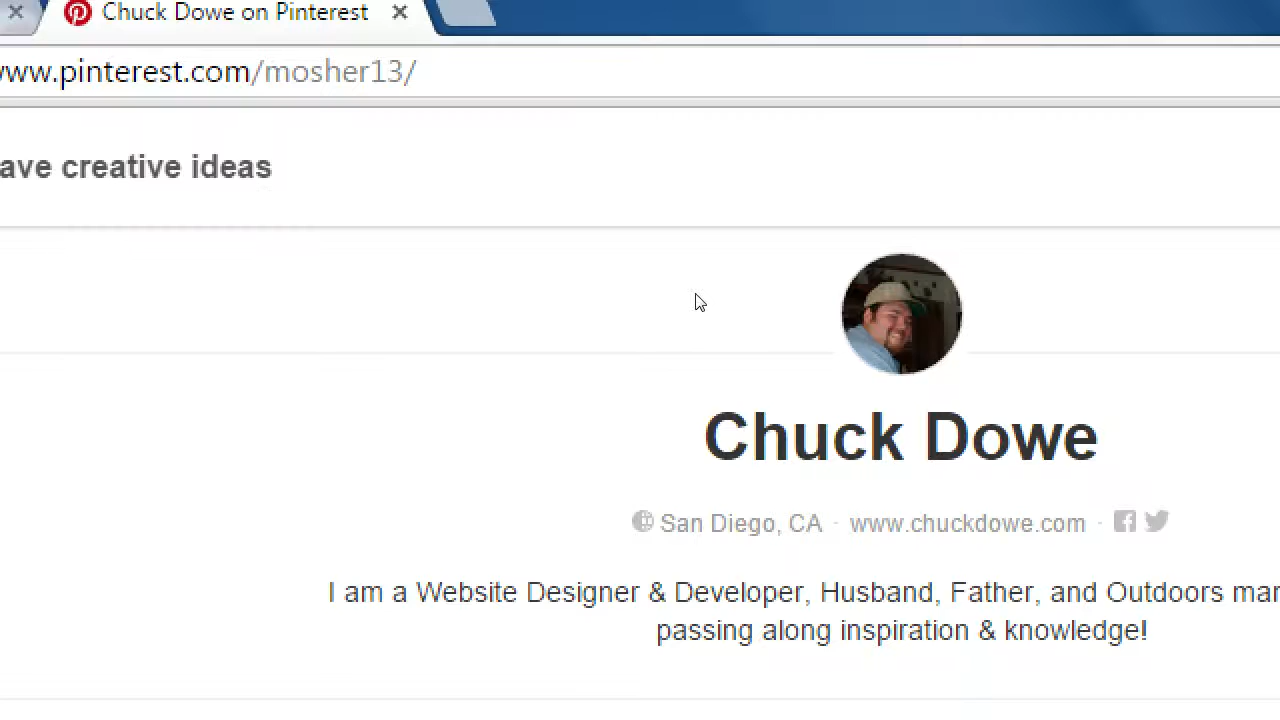 Chuck Dowe on Pinterest
www.pinterest.com/mosher13/
ave creative ideas
Chuck Dowe
San Diego, CA · www.chuckdowe.com ·
I am a Website Designer & Developer, Husband, Father, and Outdoors man
passing along inspiration & knowledge!